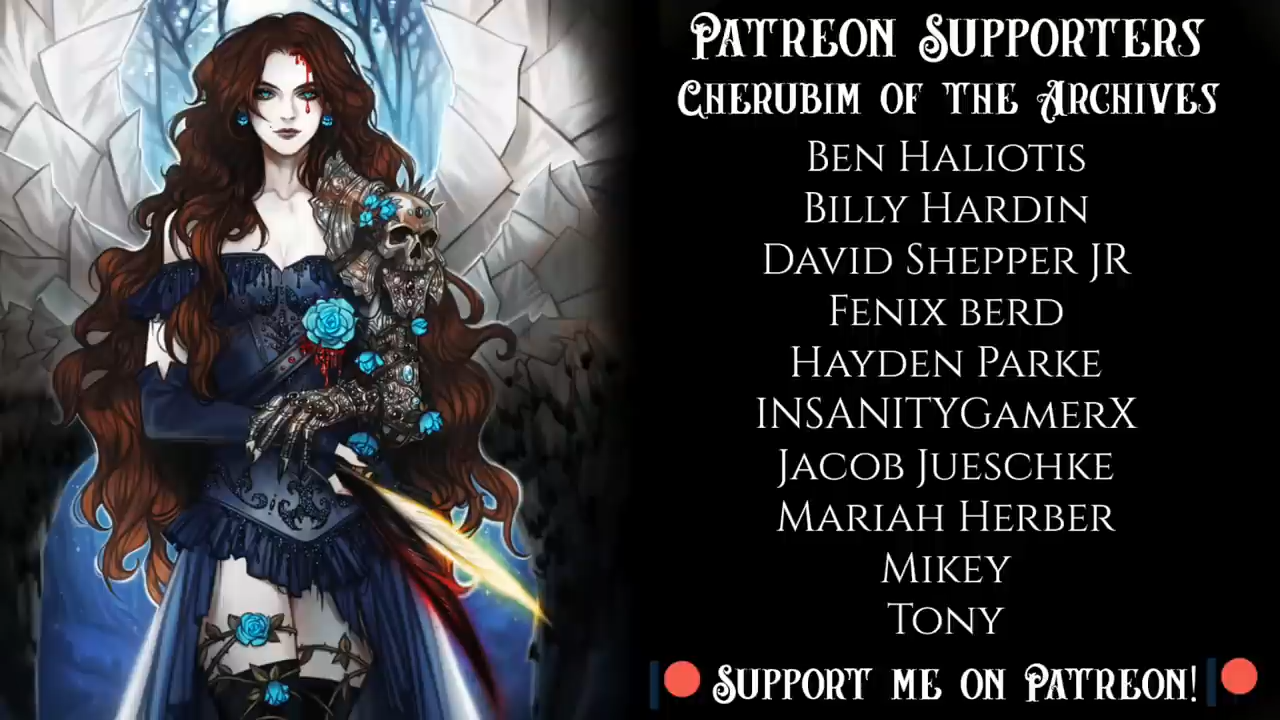 Patreon Supporters
Cherubim of the Archives
Ben Haliotis
Billy Hardin
David Shepper JR
Fenix berd
Hayden Parke
INSANITYGamerX
Jacob Jueschke
Mariah Herber
Mikey
Tony
Support me on Patreon!